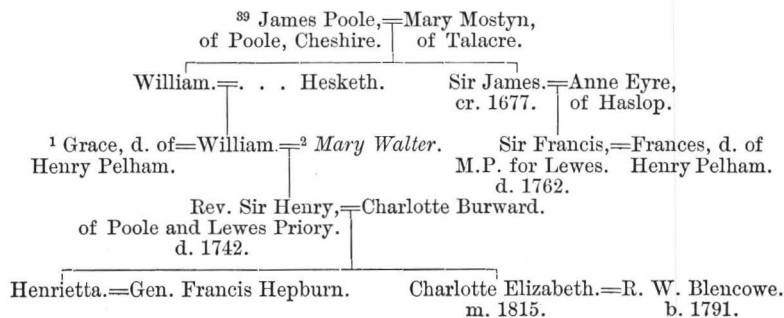 ³⁹ James Poole,=Mary Mostyn,
of Poole, Cheshire. of Talacre.
William.=. . . Hesketh. Sir James.=Anne Eyre,
cr. 1677. of Haslop.
¹ Grace, d. of=William.=² Mary Walter. Sir Francis,=Frances, d. of
Henry Pelham. M.P. for Lewes. Henry Pelham.
d. 1762.
Rev. Sir Henry,=Charlotte Burward.
of Poole and Lewes Priory.
d. 1742.
Henrietta.=Gen. Francis Hepburn. Charlotte Elizabeth.=R. W. Blencowe.
m. 1815. b. 1791.